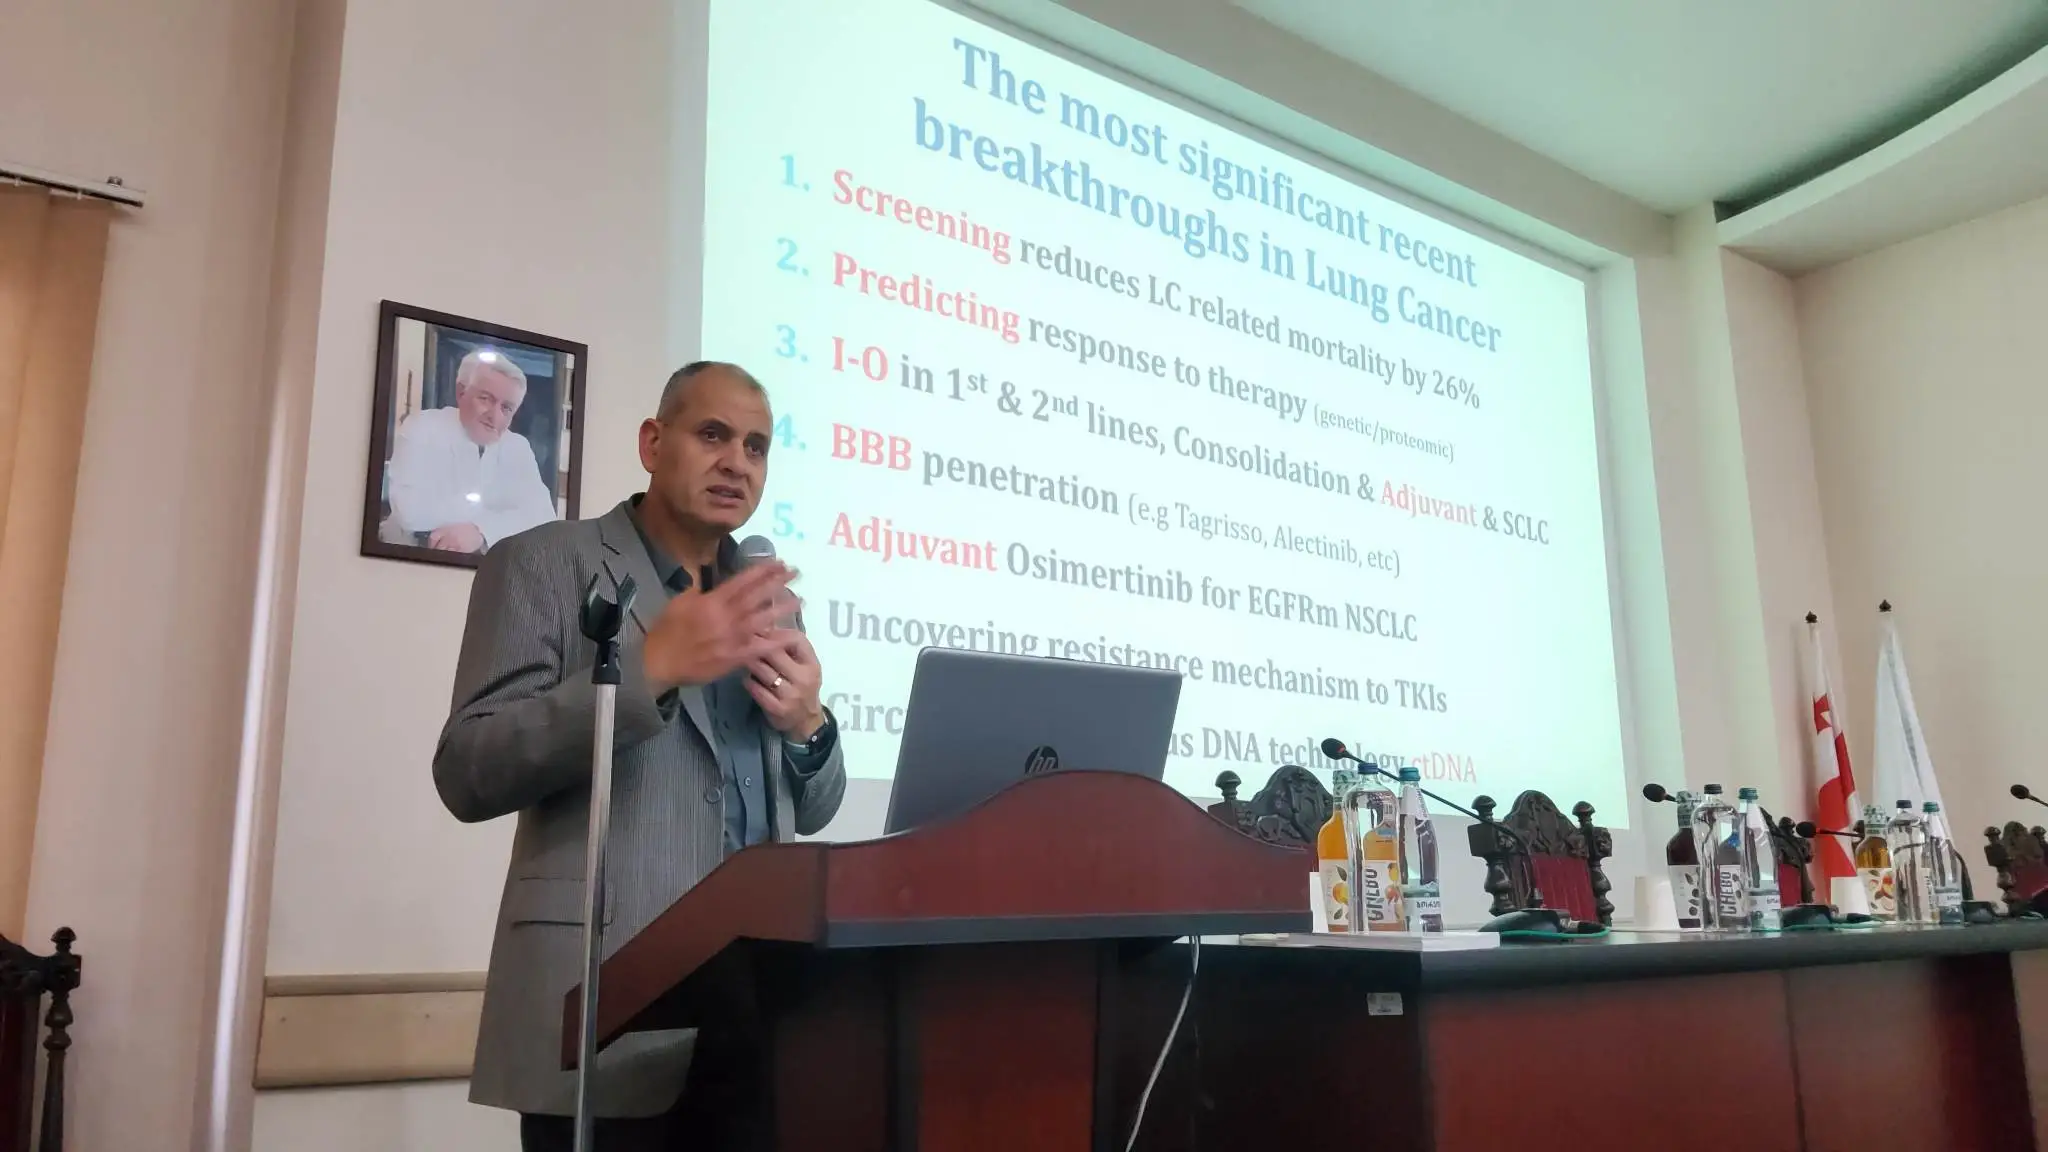 The most significant recent
breakthroughs in Lung Cancer
1. Screening reduces LC related mortality by 26%
2. Predicting response to therapy (genetic/proteomic)
3. I-O in 1st & 2nd lines, Consolidation & Adjuvant & SCLC
4. BBB penetration (e.g Tagrisso, Alectinib, etc)
5. Adjuvant Osimertinib for EGFRm NSCLC
Uncovering resistance mechanism to TKIs
DNA technology ctDNA
hp